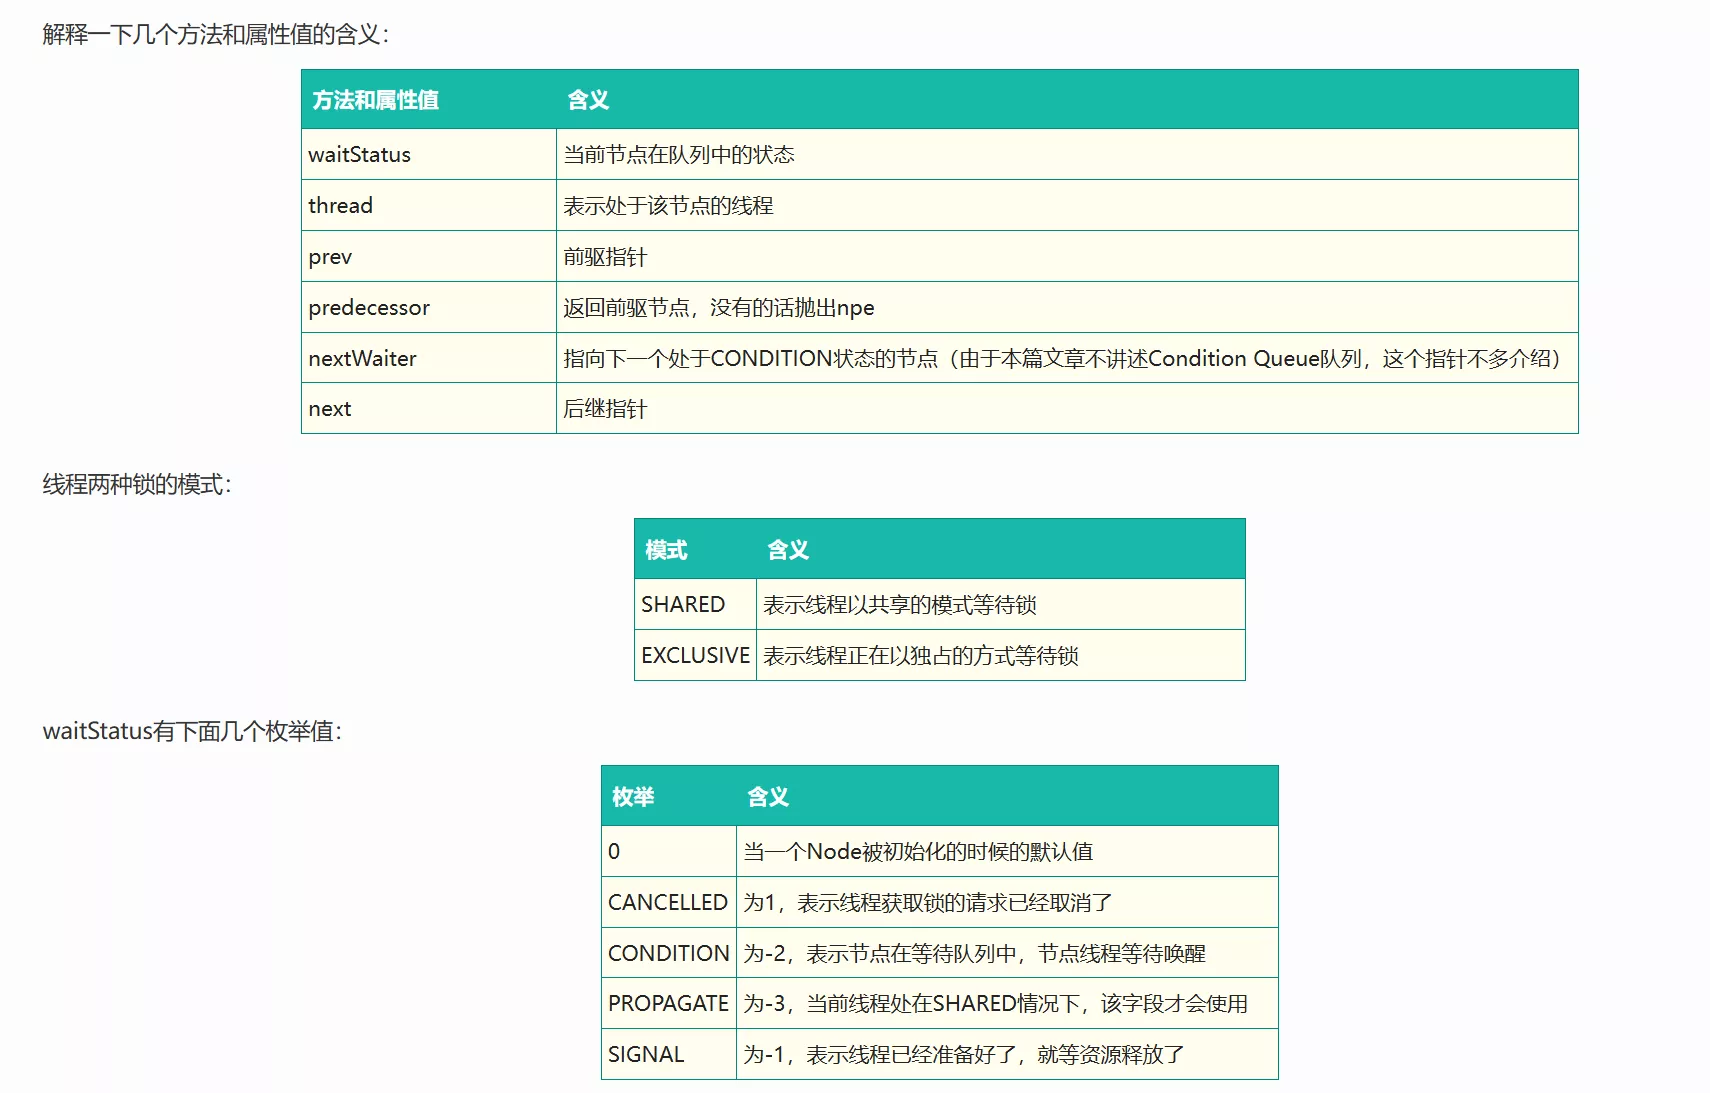 解释一下几个方法和属性值的含义：
方法和属性值 含义
waitStatus 当前节点在队列中的状态
thread 表示处于该节点的线程
prev 前驱指针
predecessor 返回前驱节点，没有的话抛出npe
nextWaiter 指向下一个处于CONDITION状态的节点（由于本篇文章不讲述Condition Queue队列，这个指针不多介绍）
next 后继指针
线程两种锁的模式：
模式 含义
SHARED 表示线程以共享的模式等待锁
EXCLUSIVE 表示线程正在以独占的方式等待锁
waitStatus有下面几个枚举值：
枚举 含义
0 当一个Node被初始化的时候的默认值
CANCELLED 为1，表示线程获取锁的请求已经取消了
CONDITION 为-2，表示节点在等待队列中，节点线程等待唤醒
PROPAGATE 为-3，当前线程处在SHARED情况下，该字段才会使用
SIGNAL 为-1，表示线程已经准备好了，就等资源释放了